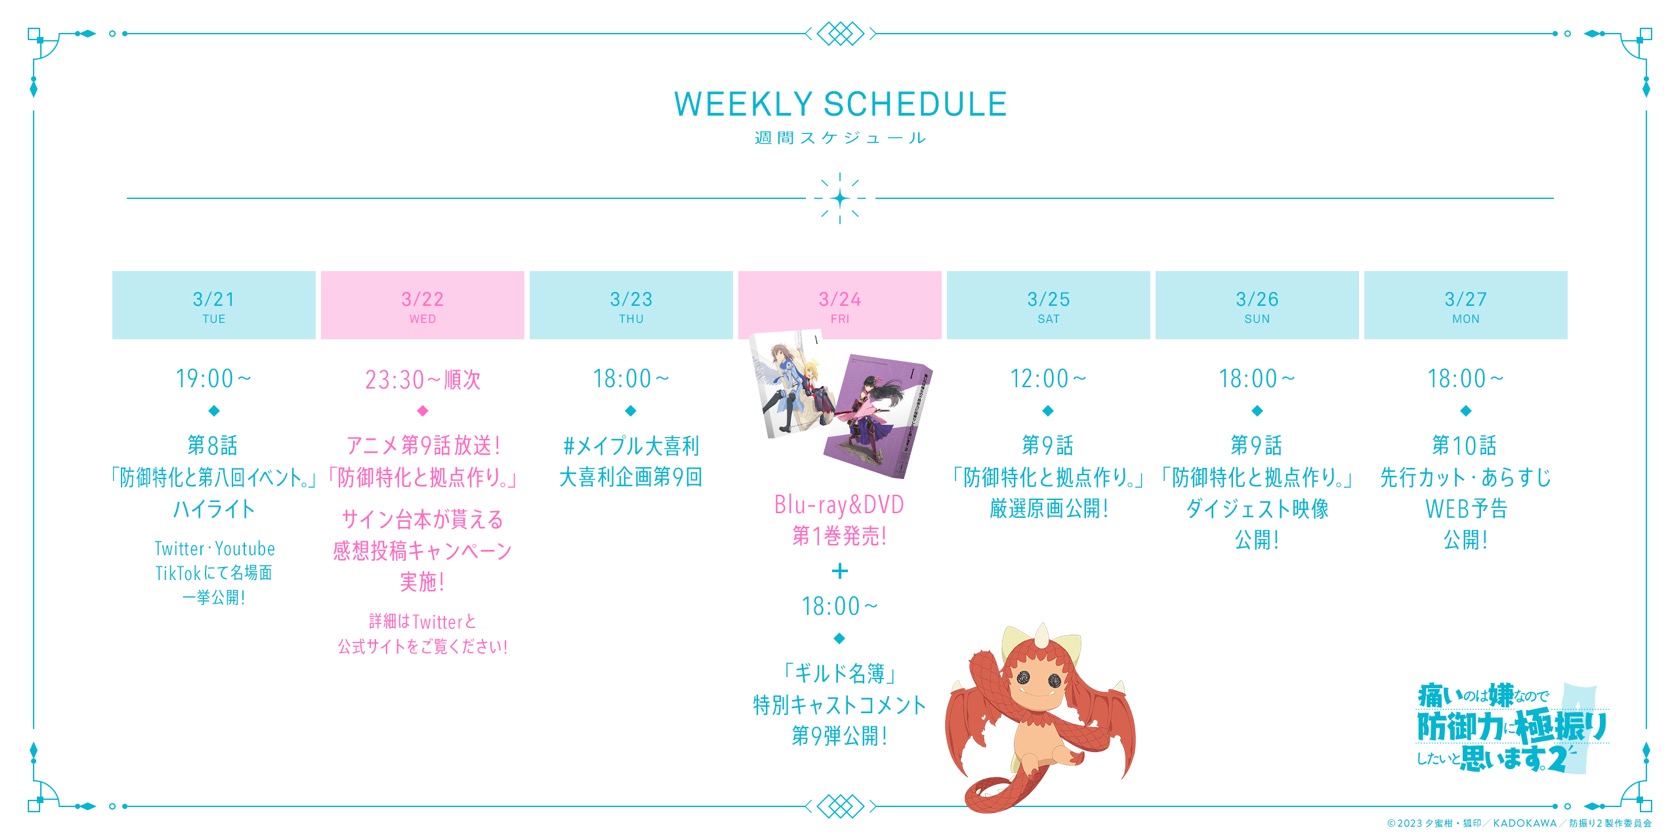 WEEKLY SCHEDULE
週間スケジュール
3/21
TUE
19:00～
第8話
「防御特化と第八回イベント。」
ハイライト
Twitter・Youtube
TikTokにて名場面
一挙公開!
3/22
WED
23:30～順次
アニメ第9話放送!
「防御特化と拠点作り。」
サイン台本が貰える
感想投稿キャンペーン
実施!
詳細はTwitterと
公式サイトをご覧ください!
3/23
THU
18:00～
#メイプル大喜利
大喜利企画第9回
3/24
FRI
Blu-ray&DVD
第1巻発売!
+
18:00～
「ギルド名簿」
特別キャストコメント
第9弾公開!
3/25
SAT
12:00～
第9話
「防御特化と拠点作り。」
厳選原画公開!
3/26
SUN
18:00～
第9話
「防御特化と拠点作り。」
ダイジェスト映像
公開!
3/27
MON
18:00～
第10話
先行カット・あらすじ
WEB予告
公開!
痛いのは嫌なので
防御力に極振り
したいと思います。2
©2023 夕蜜柑・狐印／KADOKAWA／防振り2製作委員会